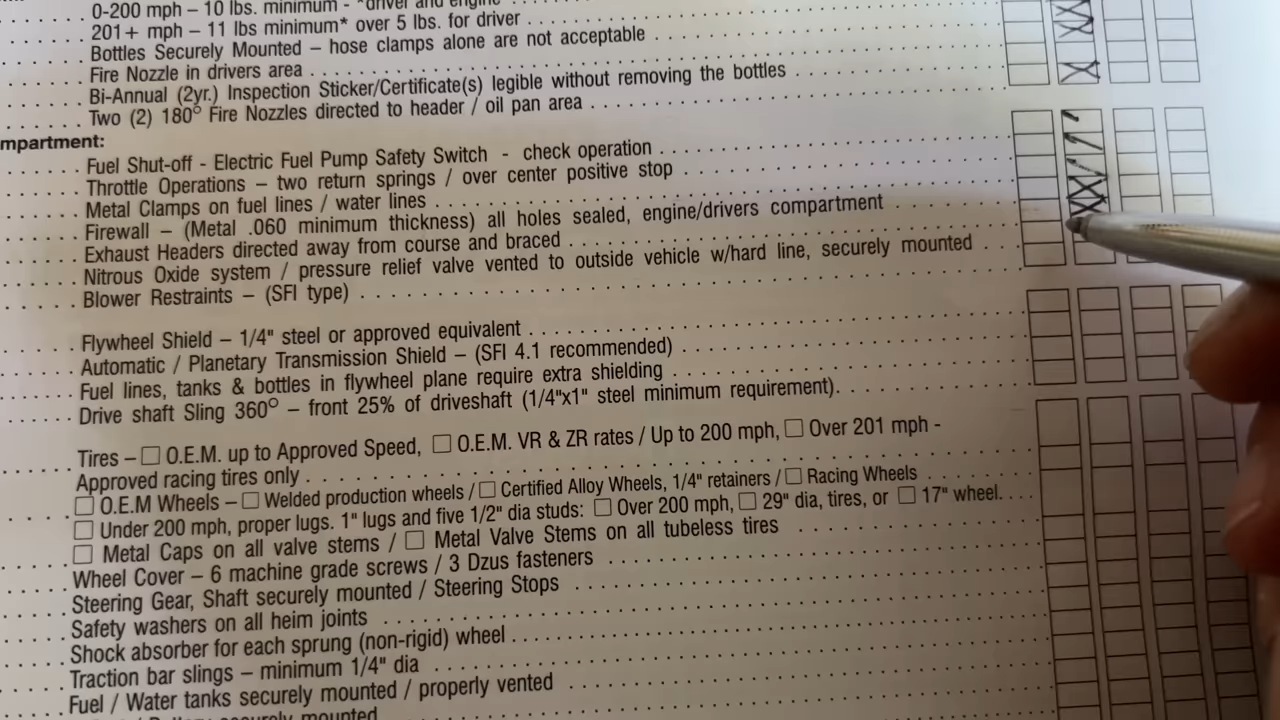 0-200 mph – 10 lbs. minimum - *driver and engine
201+ mph – 11 lbs minimum* over 5 lbs. for driver
Bottles Securely Mounted – hose clamps alone are not acceptable
Fire Nozzle in drivers area
Bi-Annual (2yr.) Inspection Sticker/Certificate(s) legible without removing the bottles
Two (2) 180° Fire Nozzles directed to header / oil pan area
mpartment:
Fuel Shut-off - Electric Fuel Pump Safety Switch - check operation
Throttle Operations – two return springs / over center positive stop
Metal Clamps on fuel lines / water lines
Firewall – (Metal .060 minimum thickness) all holes sealed, engine/drivers compartment
Exhaust Headers directed away from course and braced
Nitrous Oxide system / pressure relief valve vented to outside vehicle w/hard line, securely mounted
Blower Restraints – (SFI type)
Flywheel Shield – 1/4" steel or approved equivalent
Automatic / Planetary Transmission Shield – (SFI 4.1 recommended)
Fuel lines, tanks & bottles in flywheel plane require extra shielding
Drive shaft Sling 360° – front 25% of driveshaft (1/4"x1" steel minimum requirement).
Tires – ☐ O.E.M. up to Approved Speed, ☐ O.E.M. VR & ZR rates / Up to 200 mph, ☐ Over 201 mph -
Approved racing tires only
☐ O.E.M Wheels – ☐ Welded production wheels / ☐ Certified Alloy Wheels, 1/4" retainers / ☐ Racing Wheels
☐ Under 200 mph, proper lugs. 1" lugs and five 1/2" dia studs: ☐ Over 200 mph, ☐ 29" dia, tires, or ☐ 17" wheel.
☐ Metal Caps on all valve stems / ☐ Metal Valve Stems on all tubeless tires
Wheel Cover – 6 machine grade screws / 3 Dzus fasteners
Steering Gear, Shaft securely mounted / Steering Stops
Safety washers on all heim joints
Shock absorber for each sprung (non-rigid) wheel
Traction bar slings – minimum 1/4" dia
Fuel / Water tanks securely mounted / properly vented
securely mounted